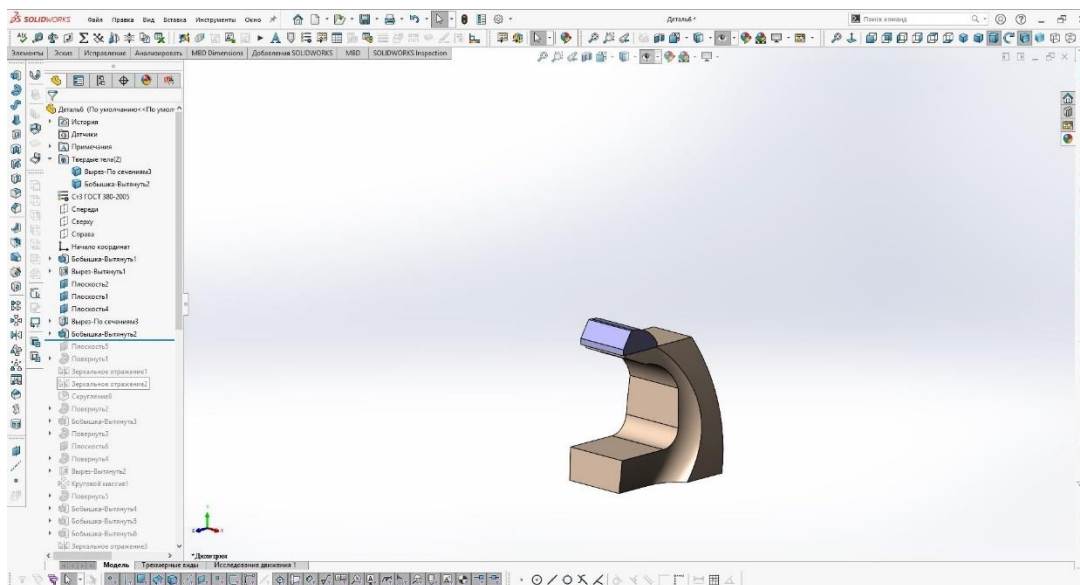 SOLIDWORKS Файл Правка Вид Вставка Инструменты Окно Деталь6 * Поиск команд
Элементы Эскиз Исправление Анализировать MBD Dimensions Добавления SOLIDWORKS MBD SOLIDWORKS Inspection
Деталь6 (По умолчанию<<По умол
История
Датчики
Примечания
Твердые тела(2)
Вырез-По сечениям3
Бобышка-Вытянуть2
Ст3 ГОСТ 380-2005
Спереди
Сверху
Справа
Начало координат
Бобышка-Вытянуть1
Вырез-Вытянуть1
Плоскость2
Плоскость1
Плоскость4
Вырез-По сечениям3
Бобышка-Вытянуть2
Плоскость5
Повернуть1
Зеркальное отражение1
Зеркальное отражение2
Скругление8
Повернуть2
Бобышка-Вытянуть3
Повернуть3
Плоскость6
Повернуть4
Вырез-Вытянуть2
Круговой массив1
Повернуть5
Бобышка-Вытянуть4
Бобышка-Вытянуть5
Бобышка-Вытянуть6
Зеркальное отражение3
*Диметрия
Модель Трехмерные виды Исследование движения 1